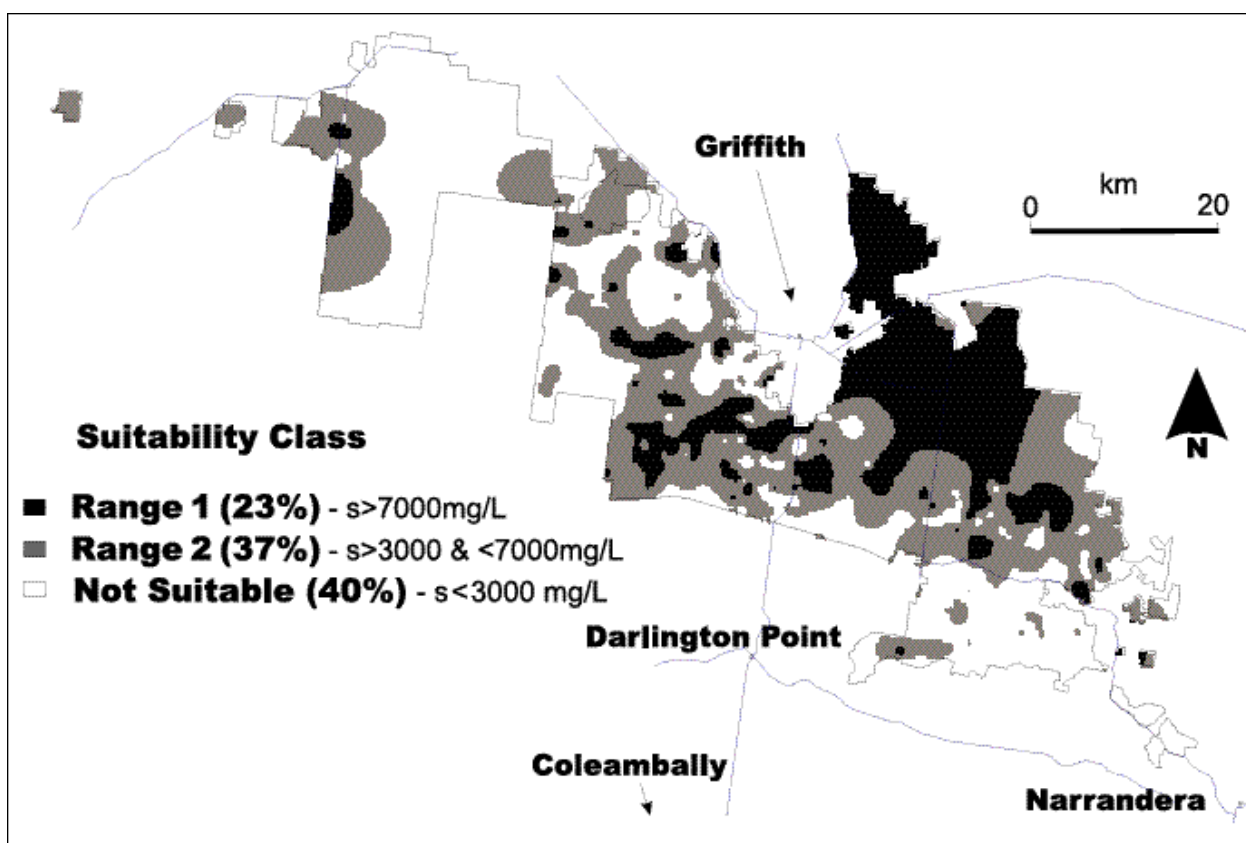 Griffith
km
0 20
N
Suitability Class
Range 1 (23%) - s>7000mg/L
Range 2 (37%) - s>3000 & <7000mg/L
Not Suitable (40%) - s<3000 mg/L
Darlington Point
Coleambally
Narrandera